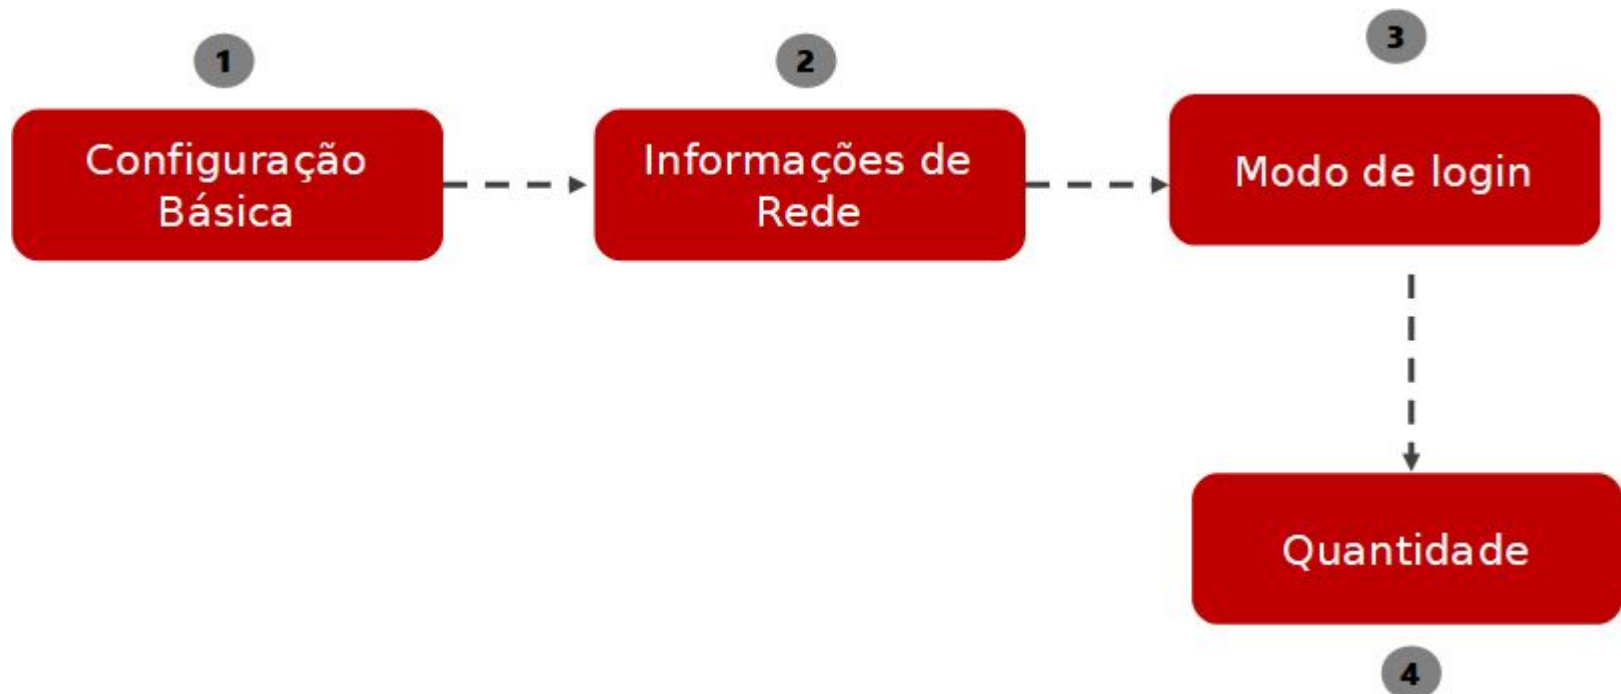 1
Configuração
Básica
2
Informações de
Rede
3
Modo de login
Quantidade
4